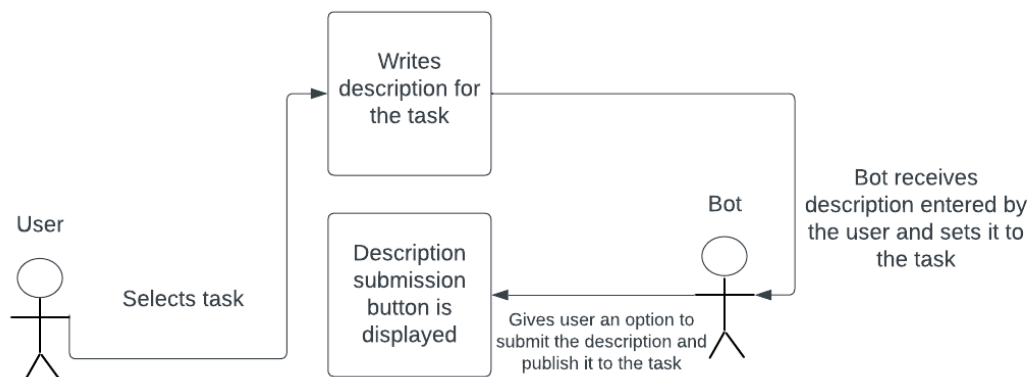 Writes
description for
the task
Bot receives
description entered by
the user and sets it to
the task
User
Bot
Selects task
Description
submission
button is
displayed
Gives user an option to
submit the description and
publish it to the task